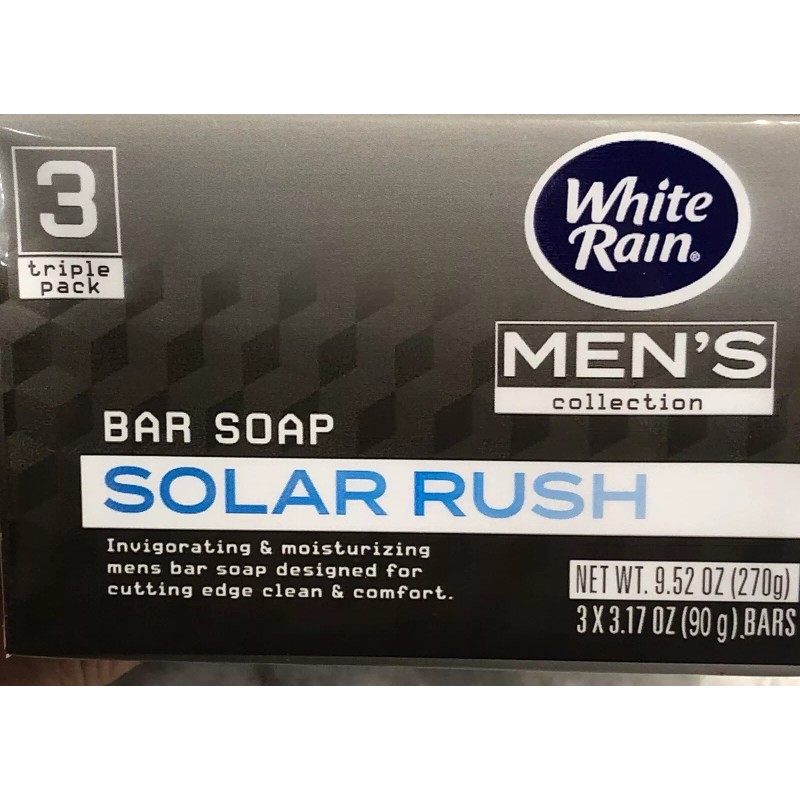 3
triple
pack
White
Rain®
MEN'S
collection
BAR SOAP
SOLAR RUSH
Invigorating & moisturizing
mens bar soap designed for
cutting edge clean & comfort.
NET WT. 9.52 OZ (270g)
3 X 3.17 OZ (90 g) BARS